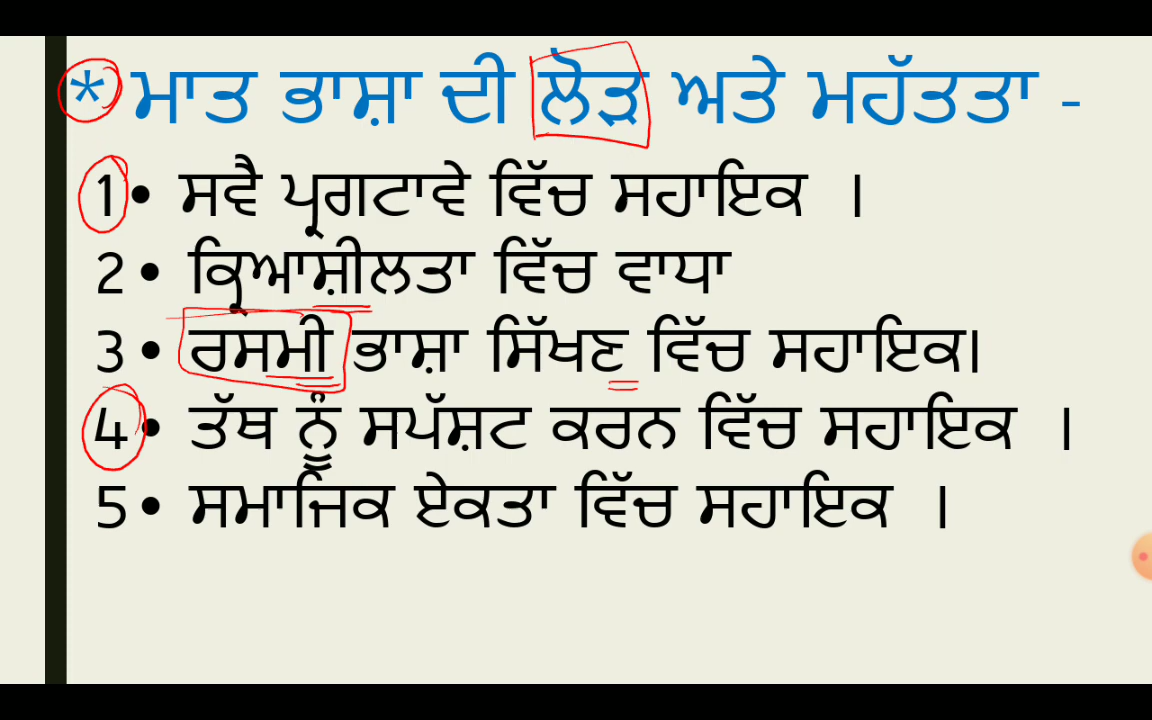 * ਮਾਤ ਭਾਸ਼ਾ ਦੀ ਲੋੜ ਅਤੇ ਮਹੱਤਤਾ -
1• ਸਵੈ ਪ੍ਰਗਟਾਵੇ ਵਿੱਚ ਸਹਾਇਕ ।
2• ਕ੍ਰਿਆਸ਼ੀਲਤਾ ਵਿੱਚ ਵਾਧਾ
3• ਰਸਮੀ ਭਾਸ਼ਾ ਸਿੱਖਣ ਵਿੱਚ ਸਹਾਇਕ।
4• ਤੱਥ ਨੂੰ ਸਪੱਸ਼ਟ ਕਰਨ ਵਿੱਚ ਸਹਾਇਕ ।
5• ਸਮਾਜਿਕ ਏਕਤਾ ਵਿੱਚ ਸਹਾਇਕ ।